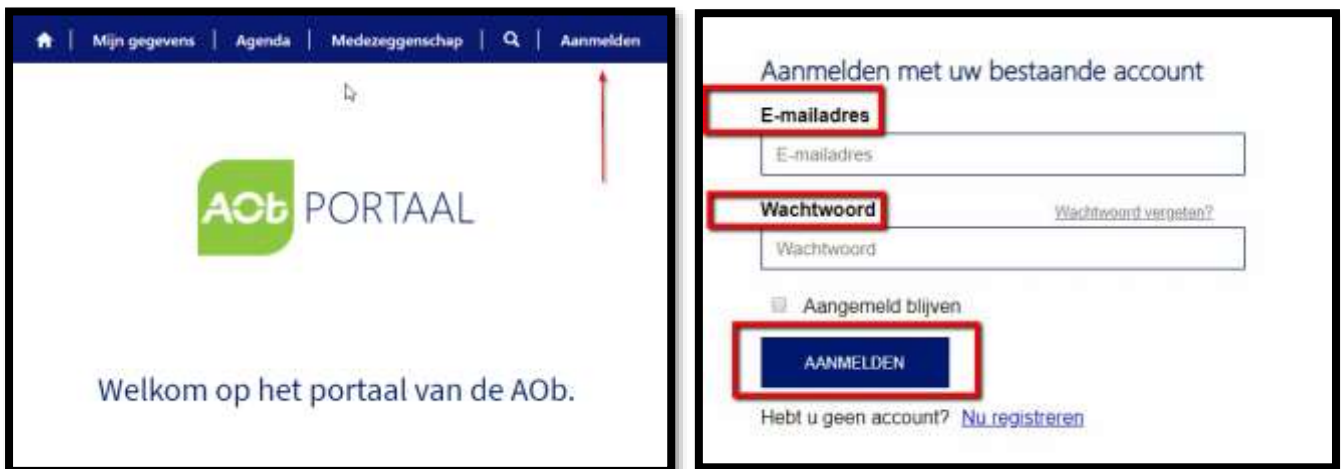 Mijn gegevens | Agenda | Medezeggenschap | Aanmelden
AOb PORTAAL
Welkom op het portaal van de AOb.
Aanmelden met uw bestaande account
E-mailadres
E-mailadres
Wachtwoord Wachtwoord vergeten?
Wachtwoord
Aangemeld blijven
AANMELDEN
Hebt u geen account? Nu registreren